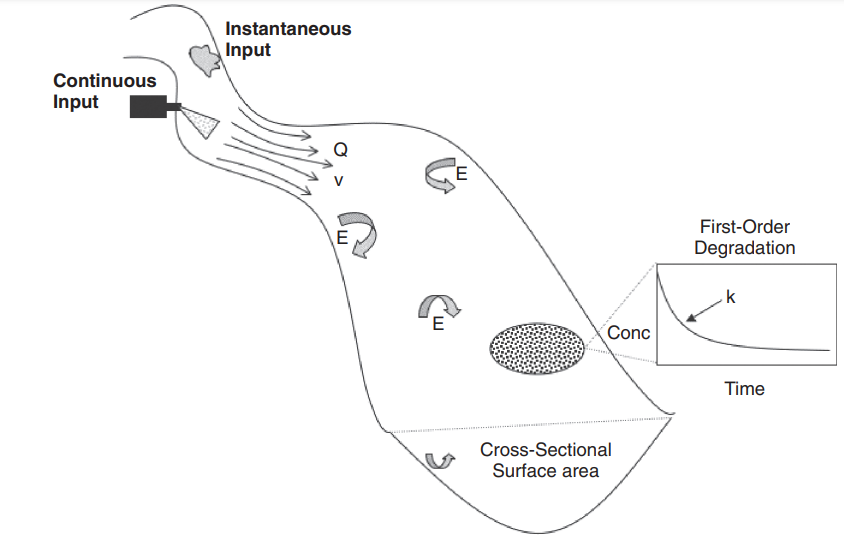 Instantaneous
Input
Continuous
Input
Q
v
E
E
E
First-Order
Degradation
k
Conc
Time
Cross-Sectional
Surface area